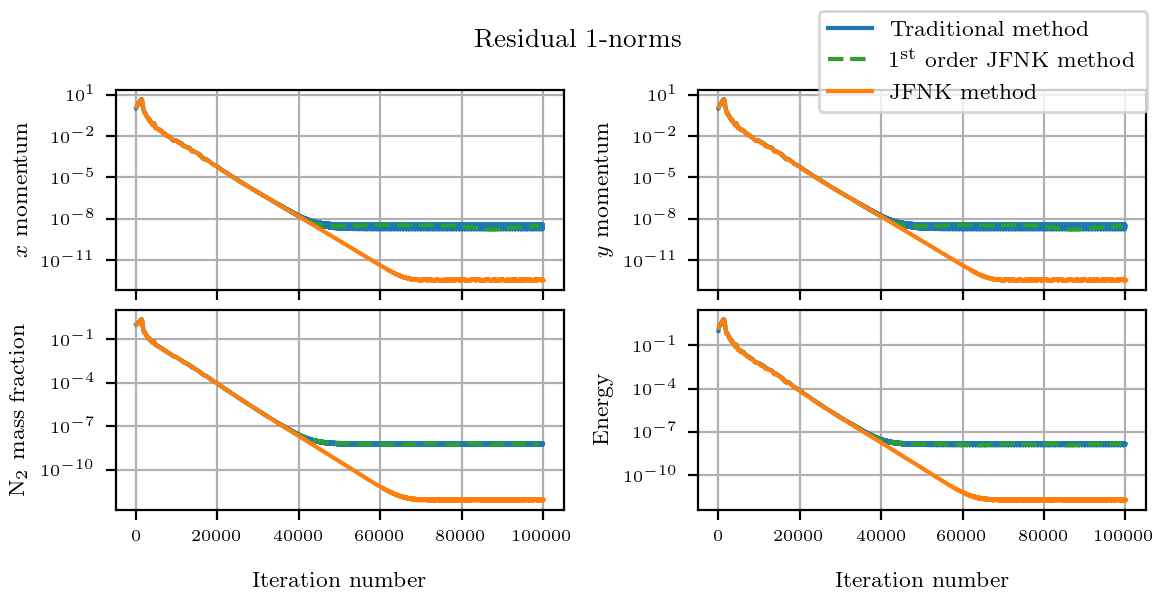 Residual 1-norms
Traditional method
1st order JFNK method
JFNK method
x momentum
10^1
10^−2
10^−5
10^−8
10^−11
y momentum
10^1
10^−2
10^−5
10^−8
10^−11
N2 mass fraction
10^−1
10^−4
10^−7
10^−10
0 20000 40000 60000 80000 100000
Iteration number
Energy
10^−1
10^−4
10^−7
10^−10
0 20000 40000 60000 80000 100000
Iteration number